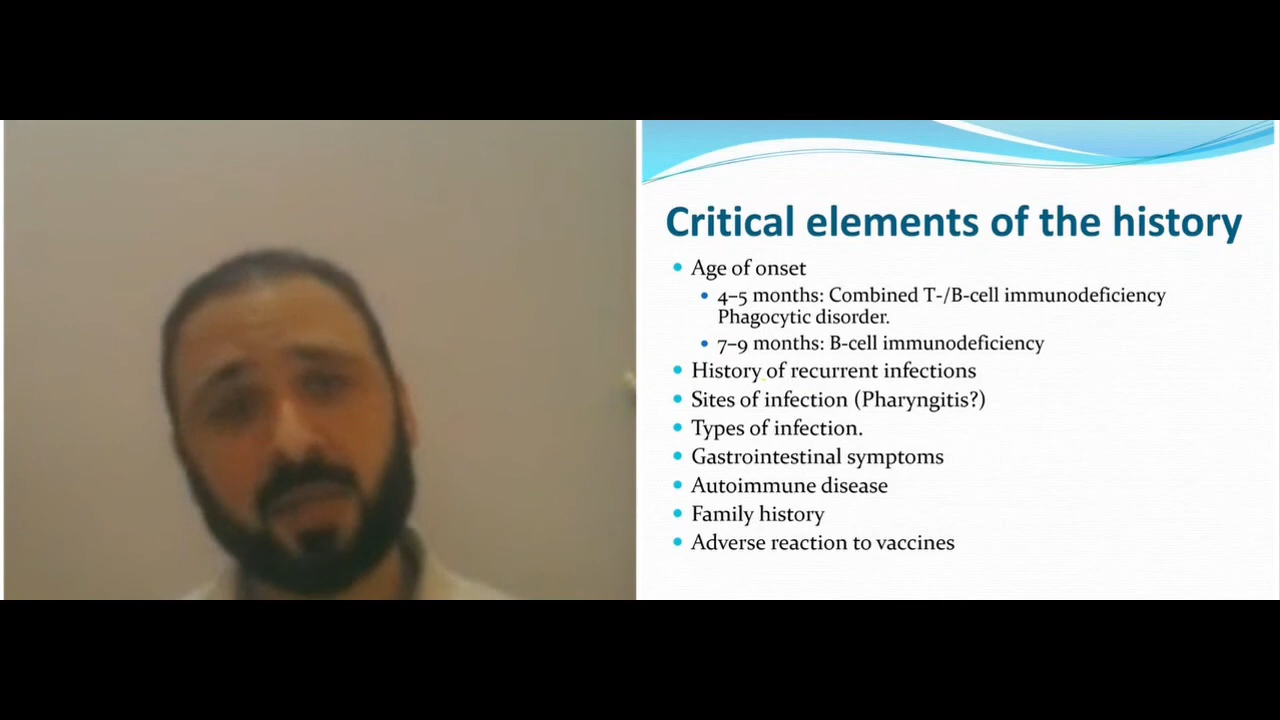 Critical elements of the history
Age of onset
4–5 months: Combined T-/B-cell immunodeficiency
Phagocytic disorder.
7–9 months: B-cell immunodeficiency
History of recurrent infections
Sites of infection (Pharyngitis?)
Types of infection.
Gastrointestinal symptoms
Autoimmune disease
Family history
Adverse reaction to vaccines